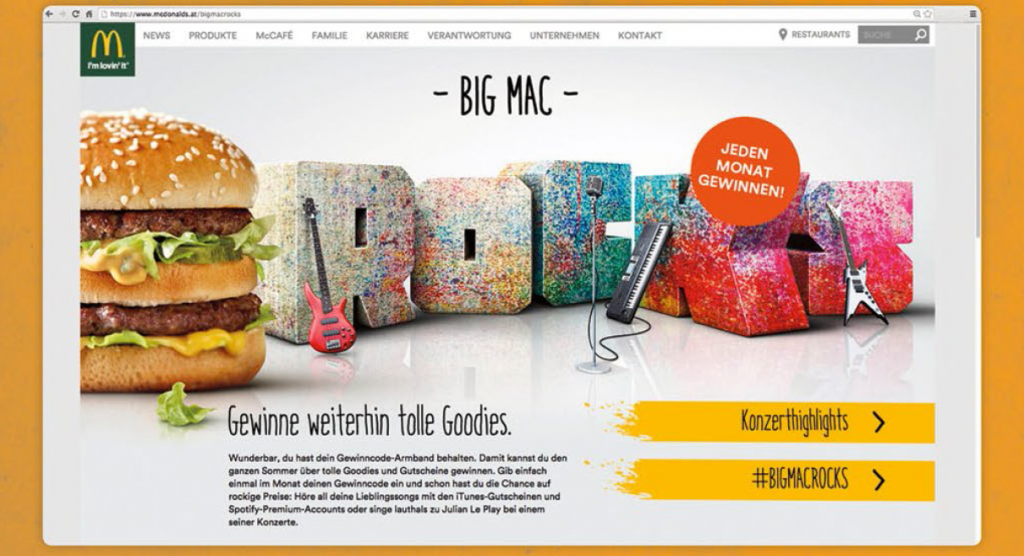 https://www.mcdonalds.at/bigmacrocks
M
i'm lovin' it®
NEWS PRODUKTE McCAFÉ FAMILIE KARRIERE VERANTWORTUNG UNTERNEHMEN KONTAKT RESTAURANTS SUCHE
– BIG MAC –
ROCKS
JEDEN
MONAT
GEWINNEN!
Gewinne weiterhin tolle Goodies.
Wunderbar, du hast dein Gewinncode-Armband behalten. Damit kannst du den
ganzen Sommer über tolle Goodies und Gutscheine gewinnen. Gib einfach
einmal im Monat deinen Gewinncode ein und schon hast du die Chance auf
rockige Preise: Höre all deine Lieblingssongs mit den iTunes-Gutscheinen und
Spotify-Premium-Accounts oder singe lauthals zu Julian Le Play bei einem
seiner Konzerte.
Konzerthighlights
#BIGMACROCKS